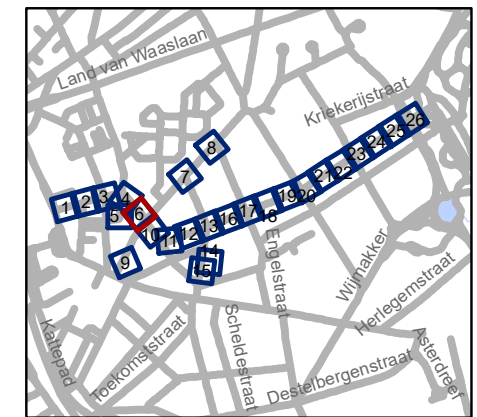 Land van Waaslaan
Kriekerijstraat
8
7
26
25
24
23
22
21
20
19
18
17
16
13
12
11
10
1
2
3
4
5
6
9
14
15
Engelstraat
Wijmakker
Herlegemstraat
Kattepad
Toekomststraat
Scheldestraat
Destelbergenstraat
Asterdreef